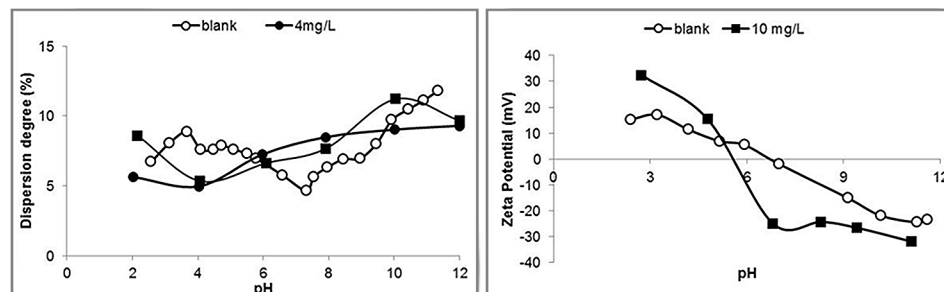 blank 4mg/L
15
10
5
0
0 2 4 6 8 10 12
Dispersion degree (%)
pH
blank 10 mg/L
40
30
20
10
0
-10
-20
-30
-40
0 3 6 9 12
Zeta Potential (mV)
pH